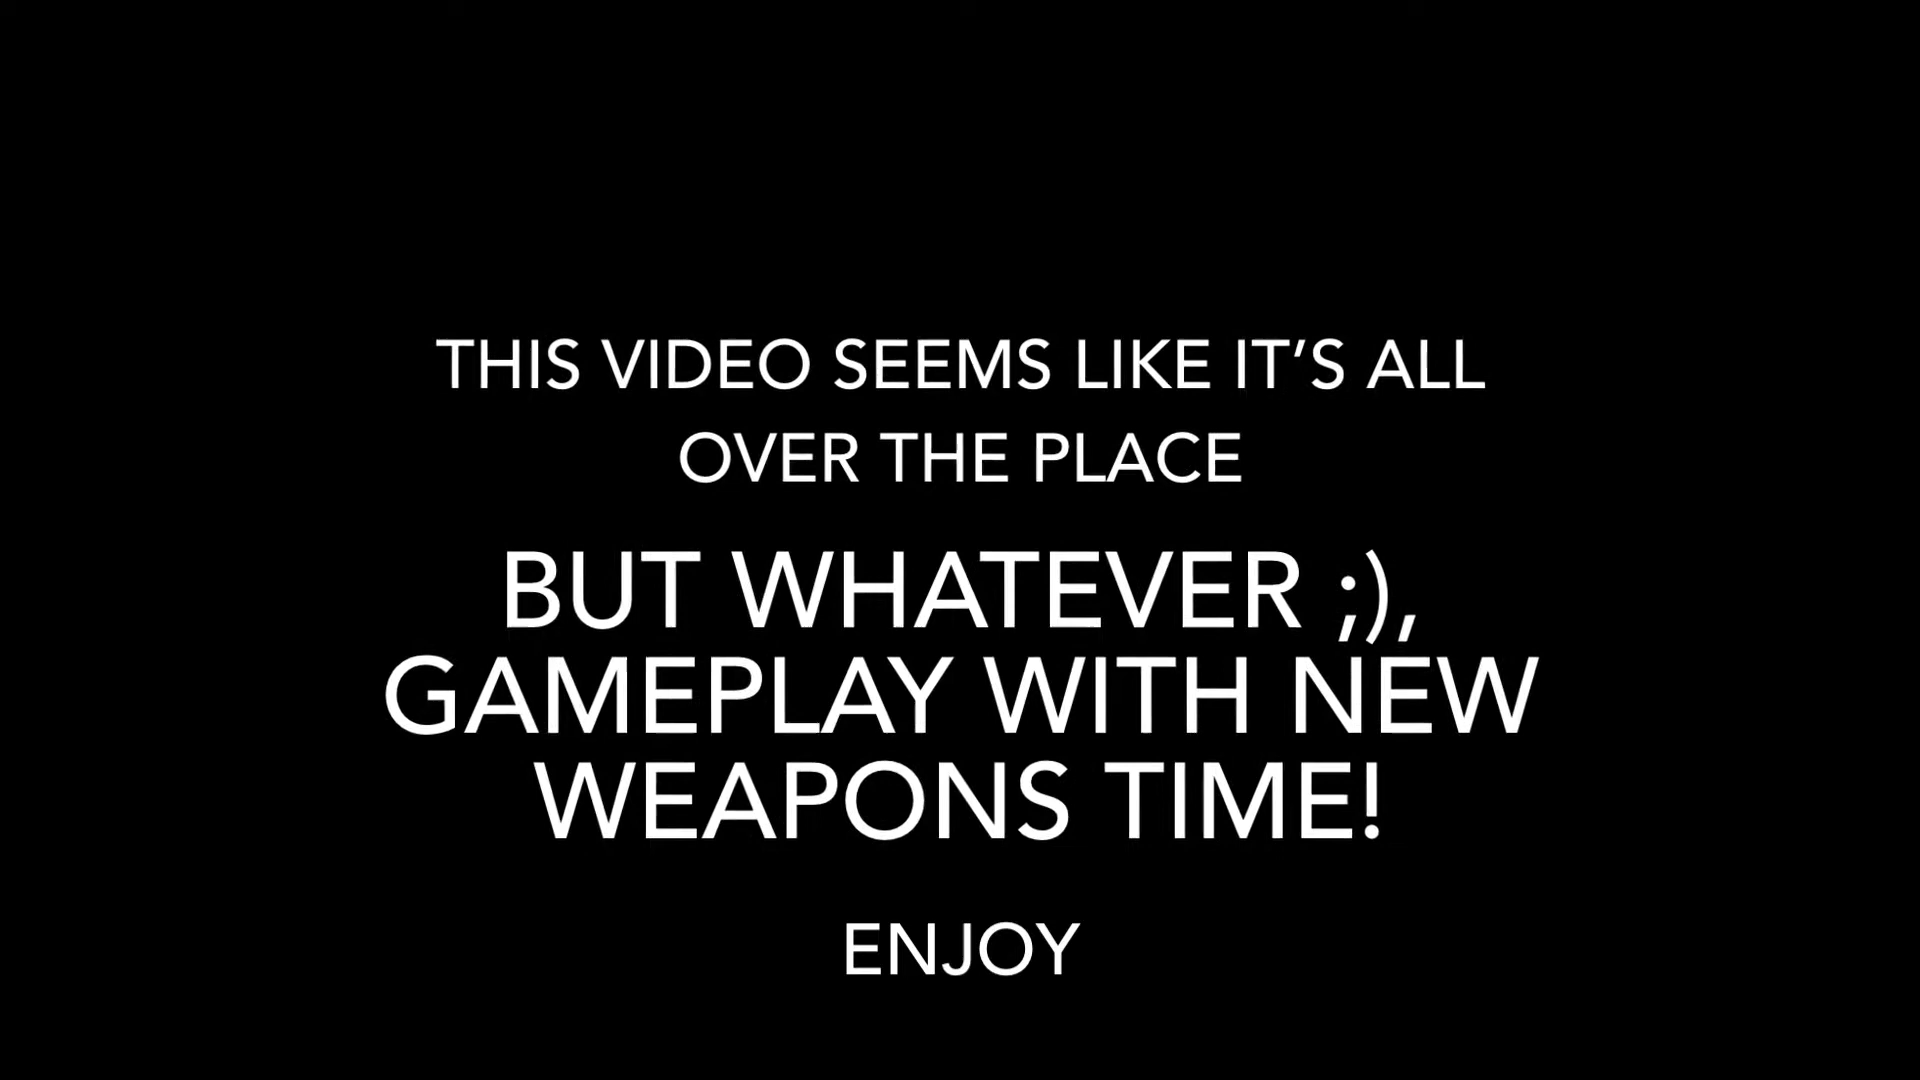 THIS VIDEO SEEMS LIKE IT’S ALL
OVER THE PLACE
BUT WHATEVER ;),
GAMEPLAY WITH NEW
WEAPONS TIME!
ENJOY